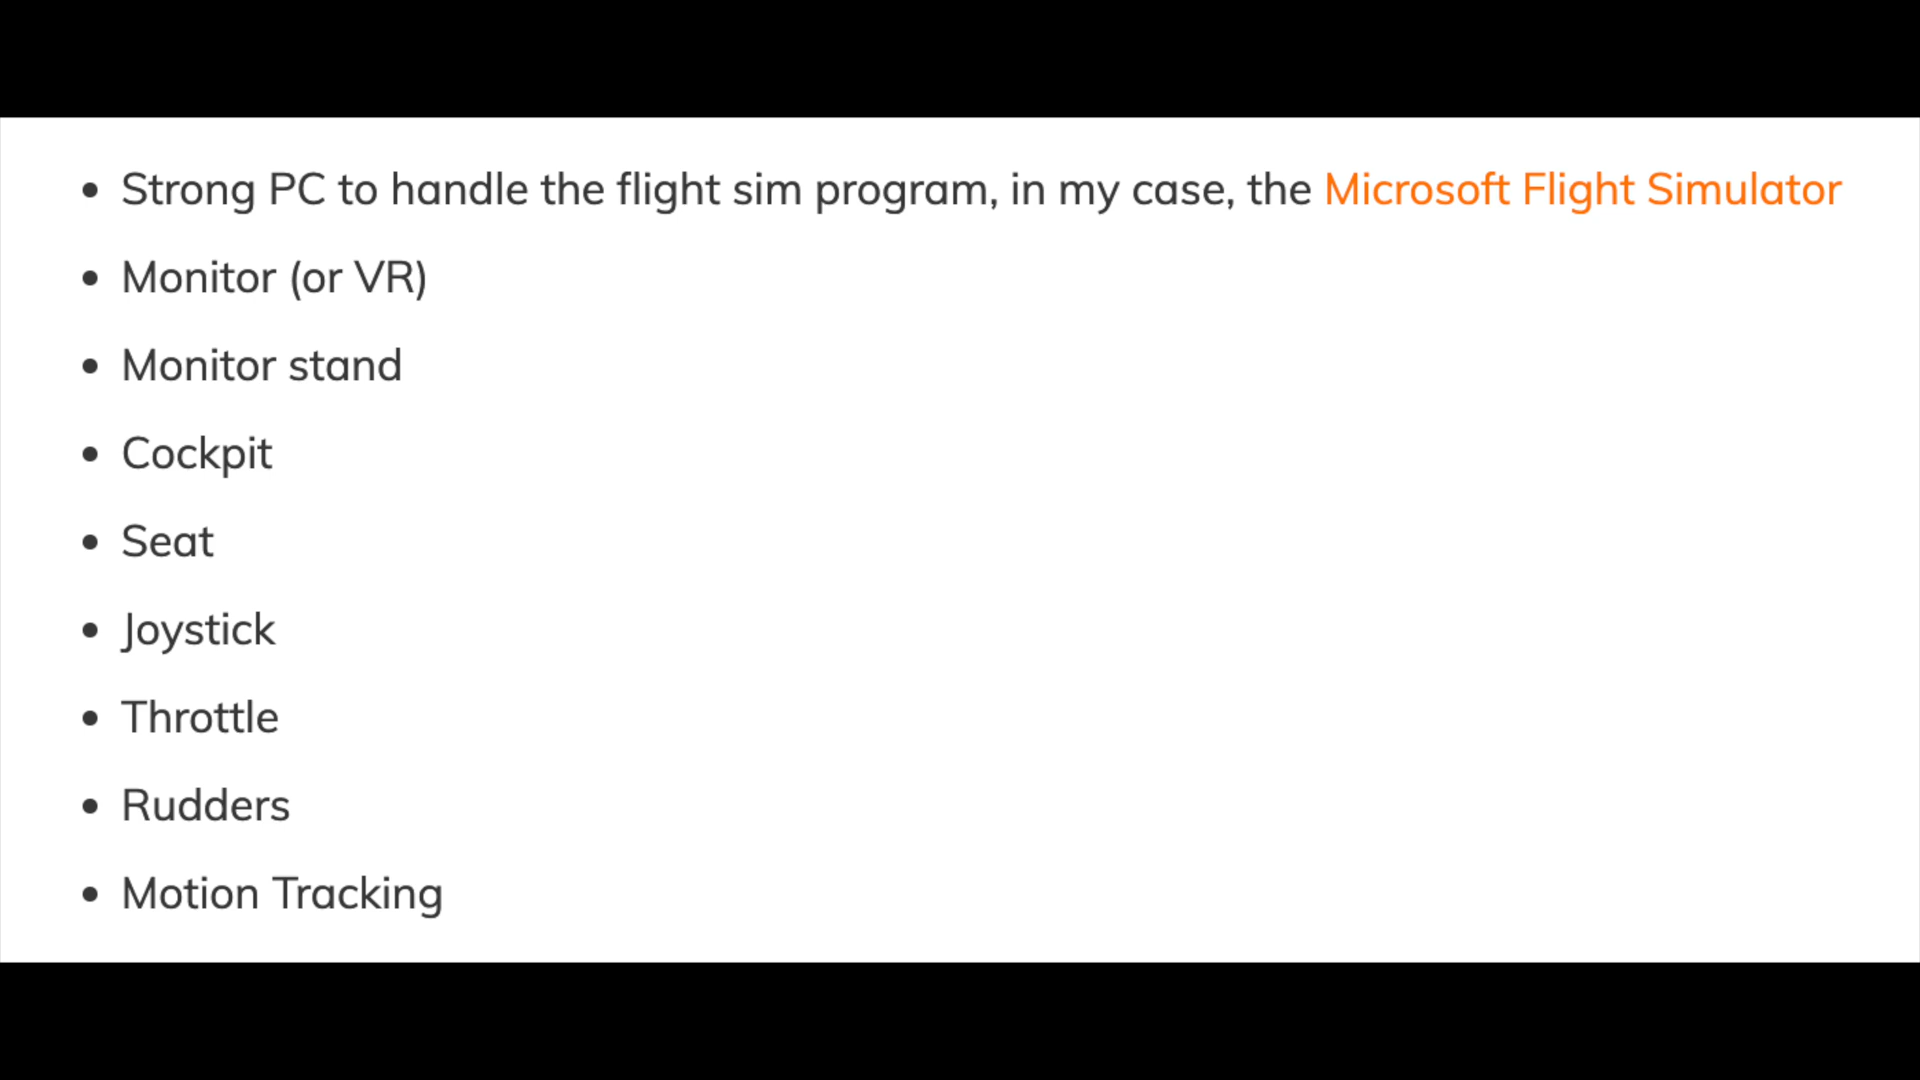 • Strong PC to handle the flight sim program, in my case, the Microsoft Flight Simulator
• Monitor (or VR)
• Monitor stand
• Cockpit
• Seat
• Joystick
• Throttle
• Rudders
• Motion Tracking